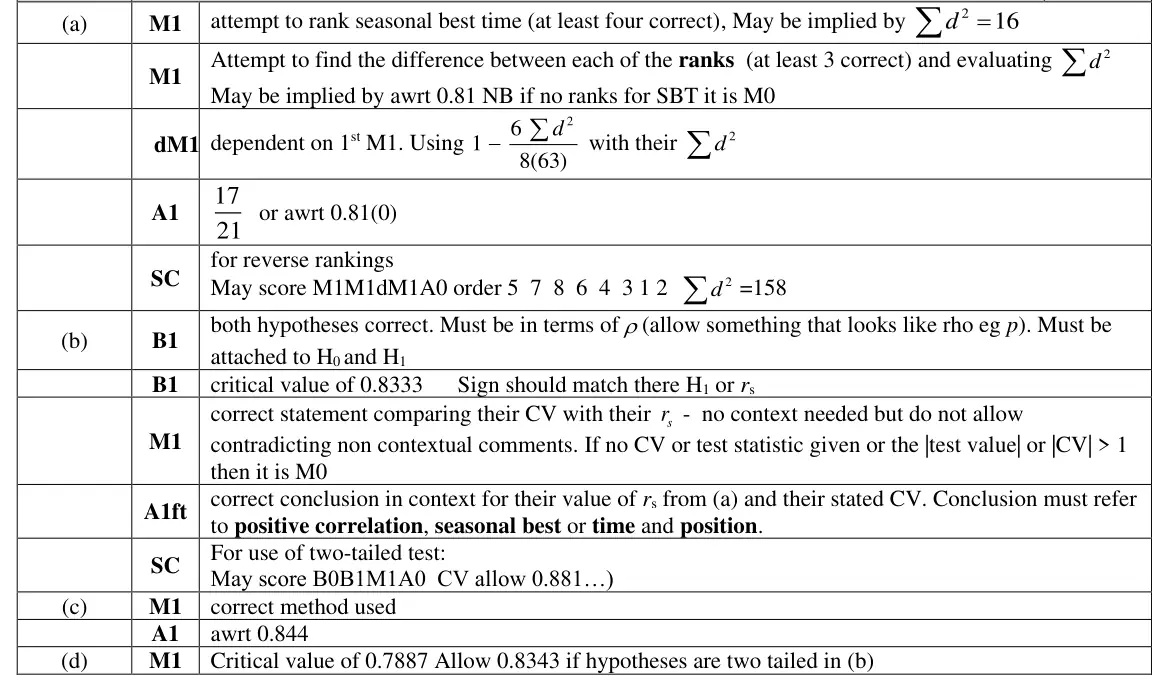 (a) M1 attempt to rank seasonal best time (at least four correct), May be implied by ∑d² = 16
M1 Attempt to find the difference between each of the ranks (at least 3 correct) and evaluating ∑d²
May be implied by awrt 0.81 NB if no ranks for SBT it is M0
dM1 dependent on 1st M1. Using 1 – 6∑d²/8(63) with their ∑d²
A1 17/21 or awrt 0.81(0)
SC for reverse rankings
May score M1M1dM1A0 order 5 7 8 6 4 3 1 2 ∑d² =158
(b) B1 both hypotheses correct. Must be in terms of ρ (allow something that looks like rho eg p). Must be
attached to H₀ and H₁
B1 critical value of 0.8333 Sign should match there H₁ or rₛ
M1 correct statement comparing their CV with their rₛ - no context needed but do not allow
contradicting non contextual comments. If no CV or test statistic given or the |test value| or |CV| > 1
then it is M0
A1ft correct conclusion in context for their value of rₛ from (a) and their stated CV. Conclusion must refer
to positive correlation, seasonal best or time and position.
SC For use of two-tailed test:
May score B0B1M1A0 CV allow 0.881…)
(c) M1 correct method used
A1 awrt 0.844
(d) M1 Critical value of 0.7887 Allow 0.8343 if hypotheses are two tailed in (b)